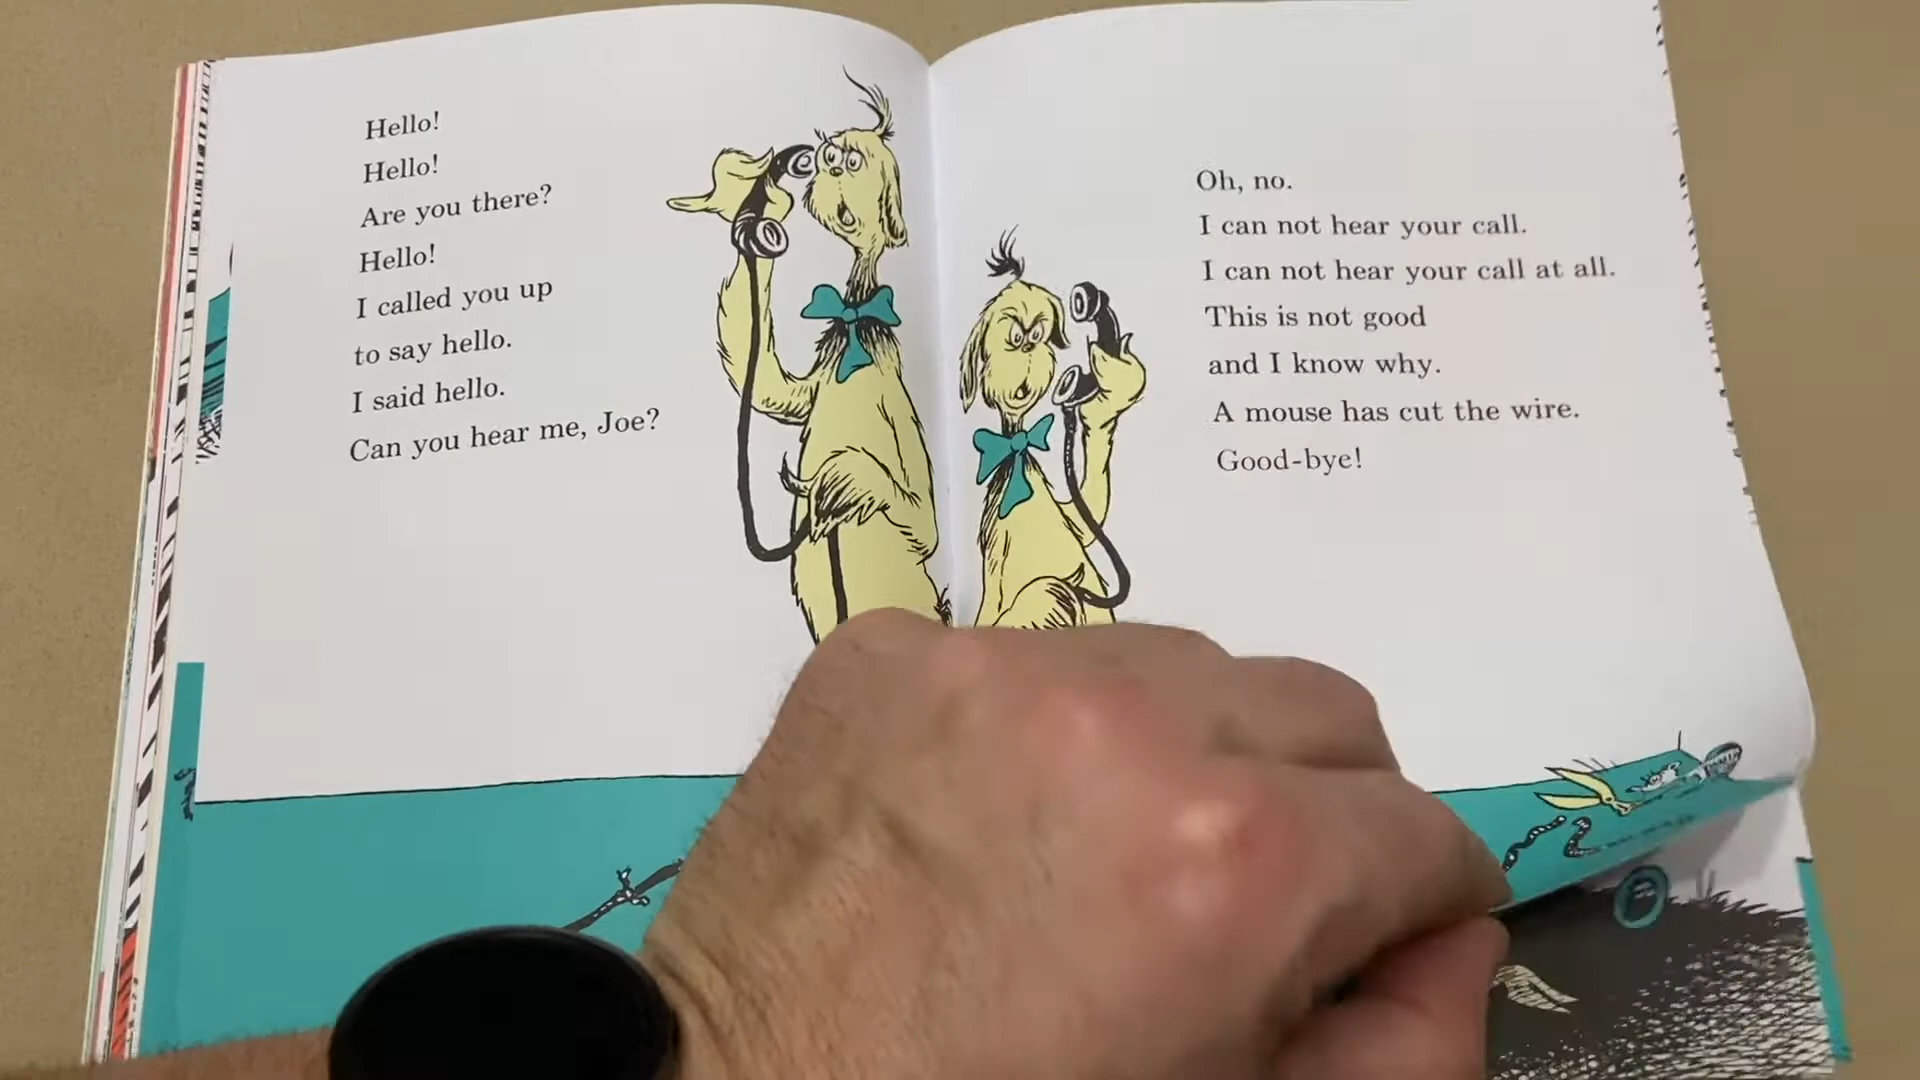 Hello!
Hello!
Are you there?
Hello!
I called you up
to say hello.
I said hello.
Can you hear me, Joe?
Oh, no.
I can not hear your call.
I can not hear your call at all.
This is not good
and I know why.
A mouse has cut the wire.
Good-bye!